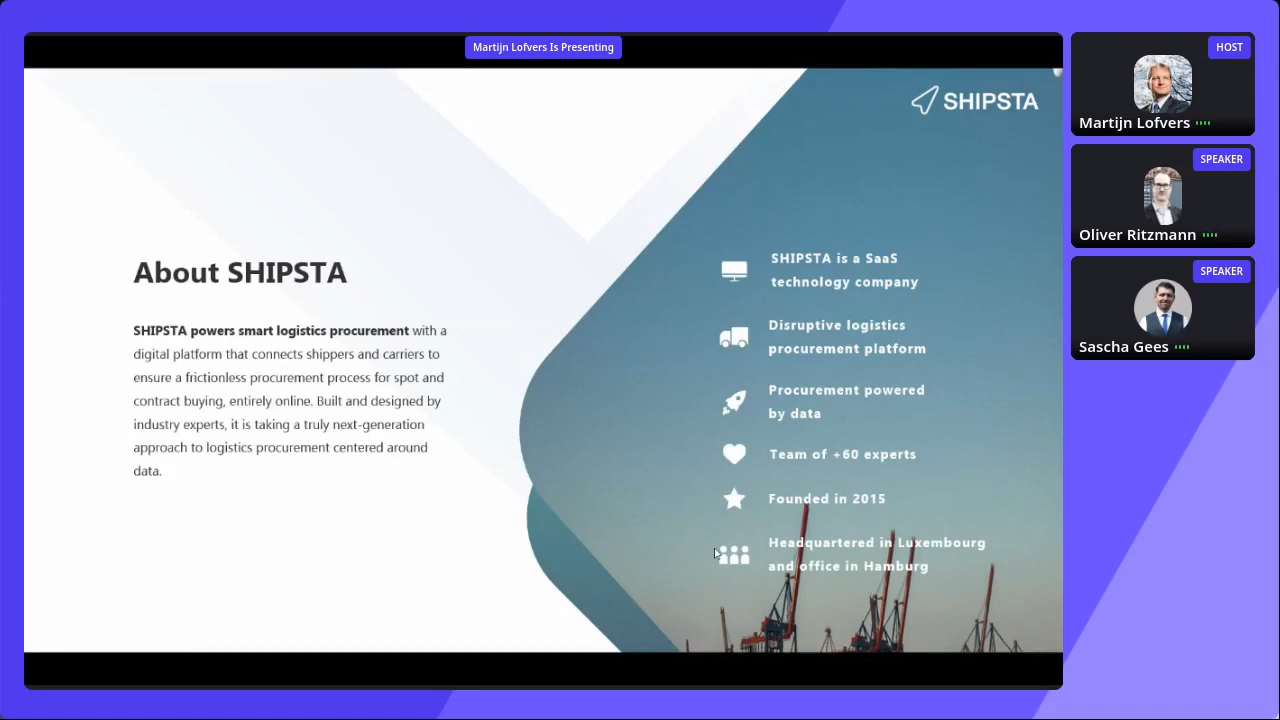 Martijn Lofvers Is Presenting
SHIPSTA
About SHIPSTA
SHIPSTA powers smart logistics procurement with a
digital platform that connects shippers and carriers to
ensure a frictionless procurement process for spot and
contract buying, entirely online. Built and designed by
industry experts, it is taking a truly next-generation
approach to logistics procurement centered around
data.
SHIPSTA is a SaaS
technology company
Disruptive logistics
procurement platform
Procurement powered
by data
Team of +60 experts
Founded in 2015
Headquartered in Luxembourg
and office in Hamburg
HOST
Martijn Lofvers
SPEAKER
Oliver Ritzmann
SPEAKER
Sascha Gees